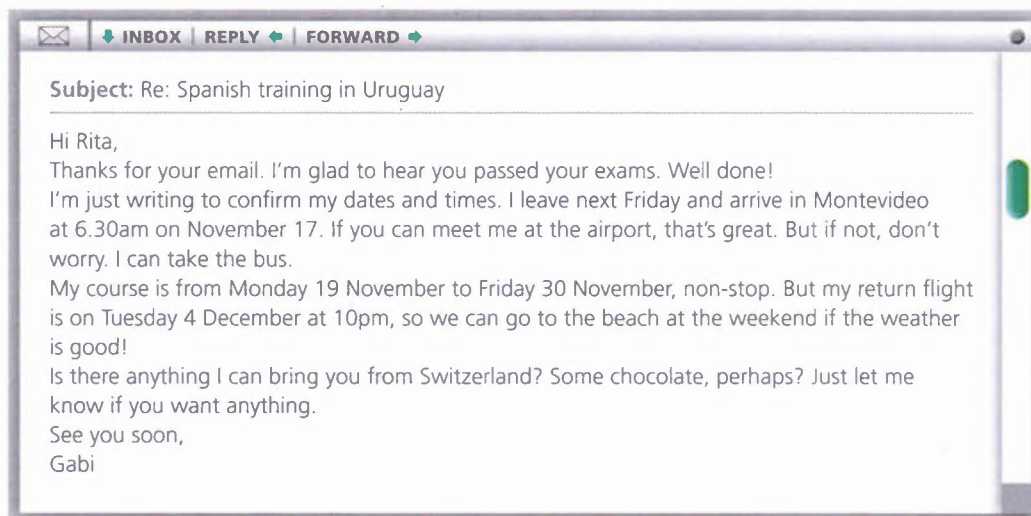 INBOX | REPLY | FORWARD
Subject: Re: Spanish training in Uruguay
Hi Rita,
Thanks for your email. I'm glad to hear you passed your exams. Well done!
I'm just writing to confirm my dates and times. I leave next Friday and arrive in Montevideo
at 6.30am on November 17. If you can meet me at the airport, that's great. But if not, don't
worry. I can take the bus.
My course is from Monday 19 November to Friday 30 November, non-stop. But my return flight
is on Tuesday 4 December at 10pm, so we can go to the beach at the weekend if the weather
is good!
Is there anything I can bring you from Switzerland? Some chocolate, perhaps? Just let me
know if you want anything.
See you soon,
Gabi